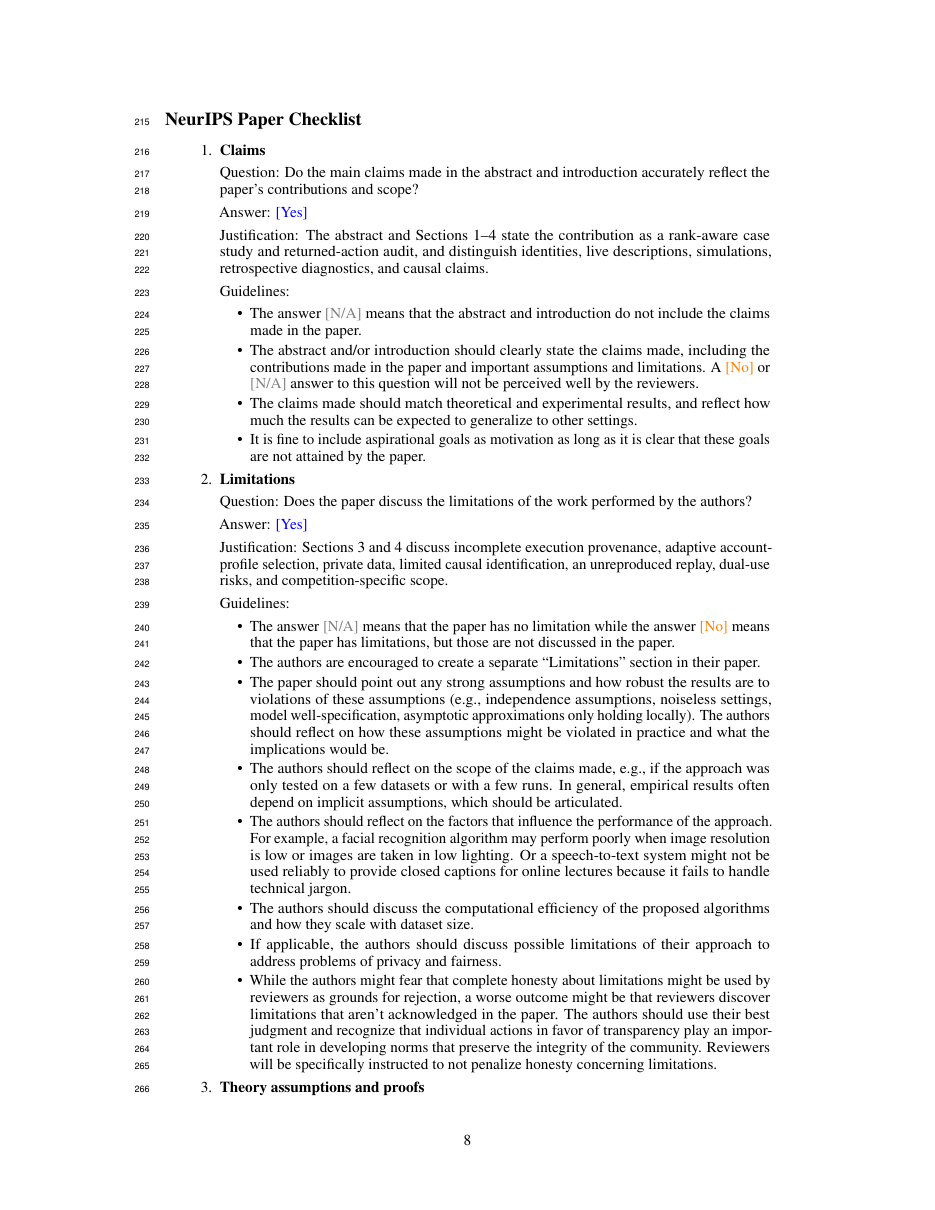 215 NeurIPS Paper Checklist
216 1. Claims
217 Question: Do the main claims made in the abstract and introduction accurately reflect the
218 paper's contributions and scope?
219 Answer: [Yes]
220 Justification: The abstract and Sections 1–4 state the contribution as a rank-aware case
221 study and returned-action audit, and distinguish identities, live descriptions, simulations,
222 retrospective diagnostics, and causal claims.
223 Guidelines:
224 • The answer [N/A] means that the abstract and introduction do not include the claims
225 made in the paper.
226 • The abstract and/or introduction should clearly state the claims made, including the
227 contributions made in the paper and important assumptions and limitations. A [No] or
228 [N/A] answer to this question will not be perceived well by the reviewers.
229 • The claims made should match theoretical and experimental results, and reflect how
230 much the results can be expected to generalize to other settings.
231 • It is fine to include aspirational goals as motivation as long as it is clear that these goals
232 are not attained by the paper.
233 2. Limitations
234 Question: Does the paper discuss the limitations of the work performed by the authors?
235 Answer: [Yes]
236 Justification: Sections 3 and 4 discuss incomplete execution provenance, adaptive account-
237 profile selection, private data, limited causal identification, an unreproduced replay, dual-use
238 risks, and competition-specific scope.
239 Guidelines:
240 • The answer [N/A] means that the paper has no limitation while the answer [No] means
241 that the paper has limitations, but those are not discussed in the paper.
242 • The authors are encouraged to create a separate “Limitations” section in their paper.
243 • The paper should point out any strong assumptions and how robust the results are to
244 violations of these assumptions (e.g., independence assumptions, noiseless settings,
245 model well-specification, asymptotic approximations only holding locally). The authors
246 should reflect on how these assumptions might be violated in practice and what the
247 implications would be.
248 • The authors should reflect on the scope of the claims made, e.g., if the approach was
249 only tested on a few datasets or with a few runs. In general, empirical results often
250 depend on implicit assumptions, which should be articulated.
251 • The authors should reflect on the factors that influence the performance of the approach.
252 For example, a facial recognition algorithm may perform poorly when image resolution
253 is low or images are taken in low lighting. Or a speech-to-text system might not be
254 used reliably to provide closed captions for online lectures because it fails to handle
255 technical jargon.
256 • The authors should discuss the computational efficiency of the proposed algorithms
257 and how they scale with dataset size.
258 • If applicable, the authors should discuss possible limitations of their approach to
259 address problems of privacy and fairness.
260 • While the authors might fear that complete honesty about limitations might be used by
261 reviewers as grounds for rejection, a worse outcome might be that reviewers discover
262 limitations that aren't acknowledged in the paper. The authors should use their best
263 judgment and recognize that individual actions in favor of transparency play an impor-
264 tant role in developing norms that preserve the integrity of the community. Reviewers
265 will be specifically instructed to not penalize honesty concerning limitations.
266 3. Theory assumptions and proofs
8